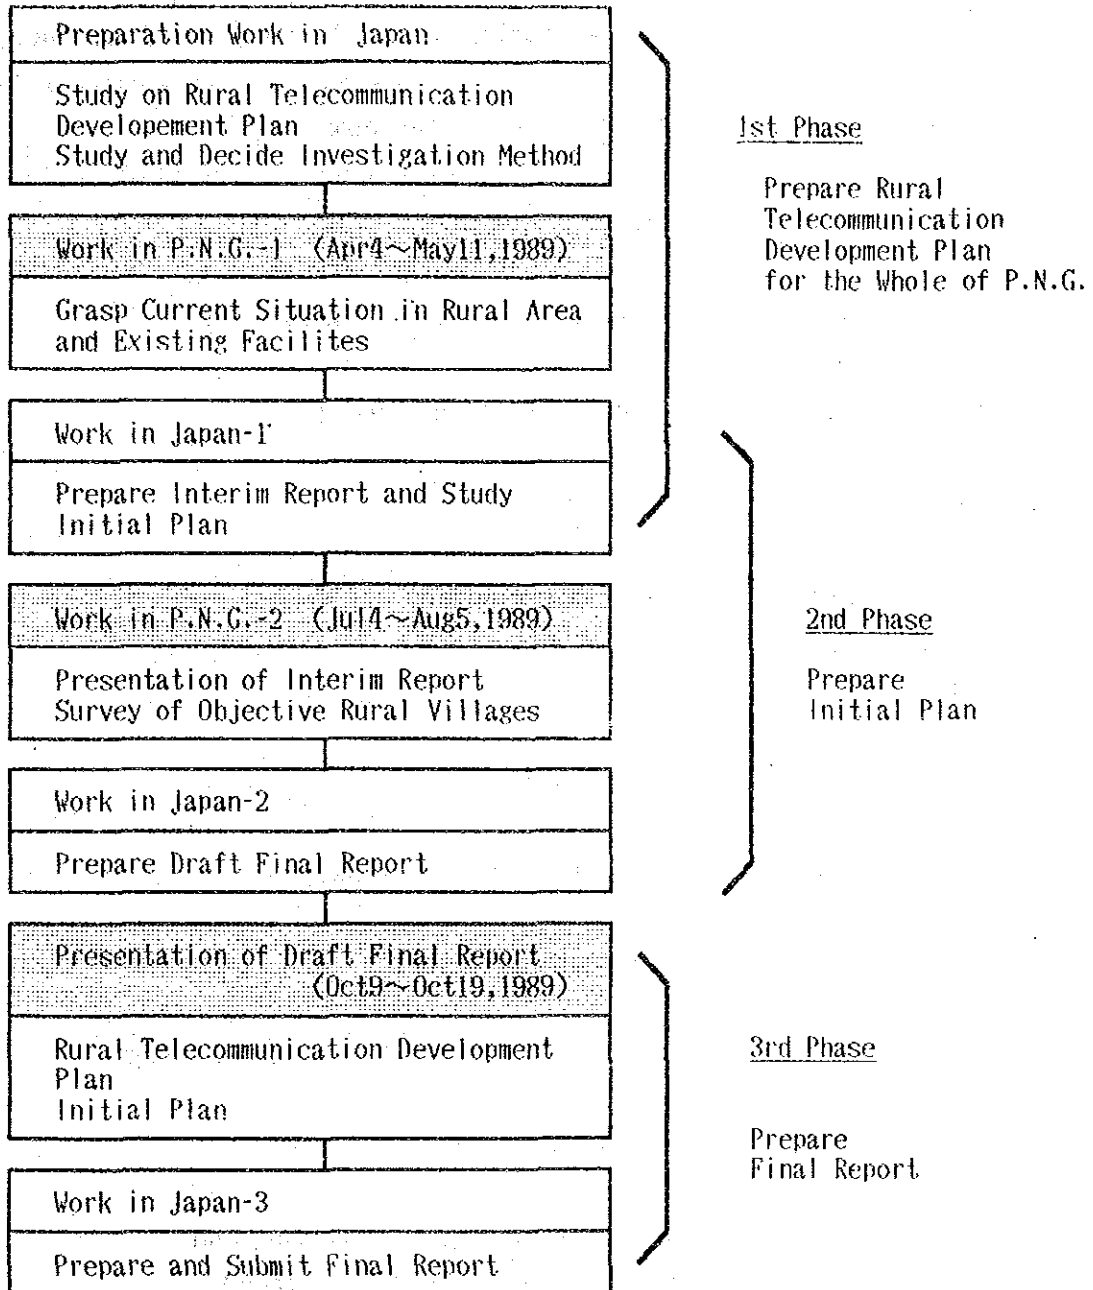 Preparation Work in Japan
Study on Rural Telecommunication
Developement Plan
Study and Decide Investigation Method
Work in P.N.G.-1 (Apr4~May11,1989)
Grasp Current Situation in Rural Area
and Existing Facilites
Work in Japan-1
Prepare Interim Report and Study
Initial Plan
Work in P.N.G.-2 (Jul4~Aug5,1989)
Presentation of Interim Report
Survey of Objective Rural Villages
Work in Japan-2
Prepare Draft Final Report
Presentation of Draft Final Report
(Oct9~Oct19,1989)
Rural Telecommunication Development
Plan
Initial Plan
Work in Japan-3
Prepare and Submit Final Report
1st Phase
Prepare Rural
Telecommunication
Development Plan
for the Whole of P.N.G.
2nd Phase
Prepare
Initial Plan
3rd Phase
Prepare
Final Report